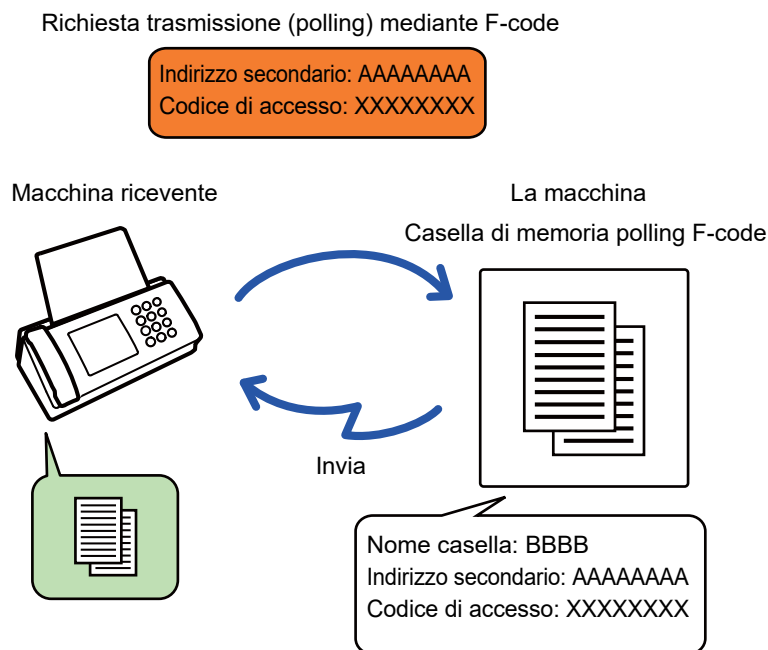 Richiesta trasmissione (polling) mediante F-code
Indirizzo secondario: AAAAAAAA
Codice di accesso: XXXXXXXX
Macchina ricevente
La macchina
Casella di memoria polling F-code
Invia
Nome casella: BBBB
Indirizzo secondario: AAAAAAAA
Codice di accesso: XXXXXXXX